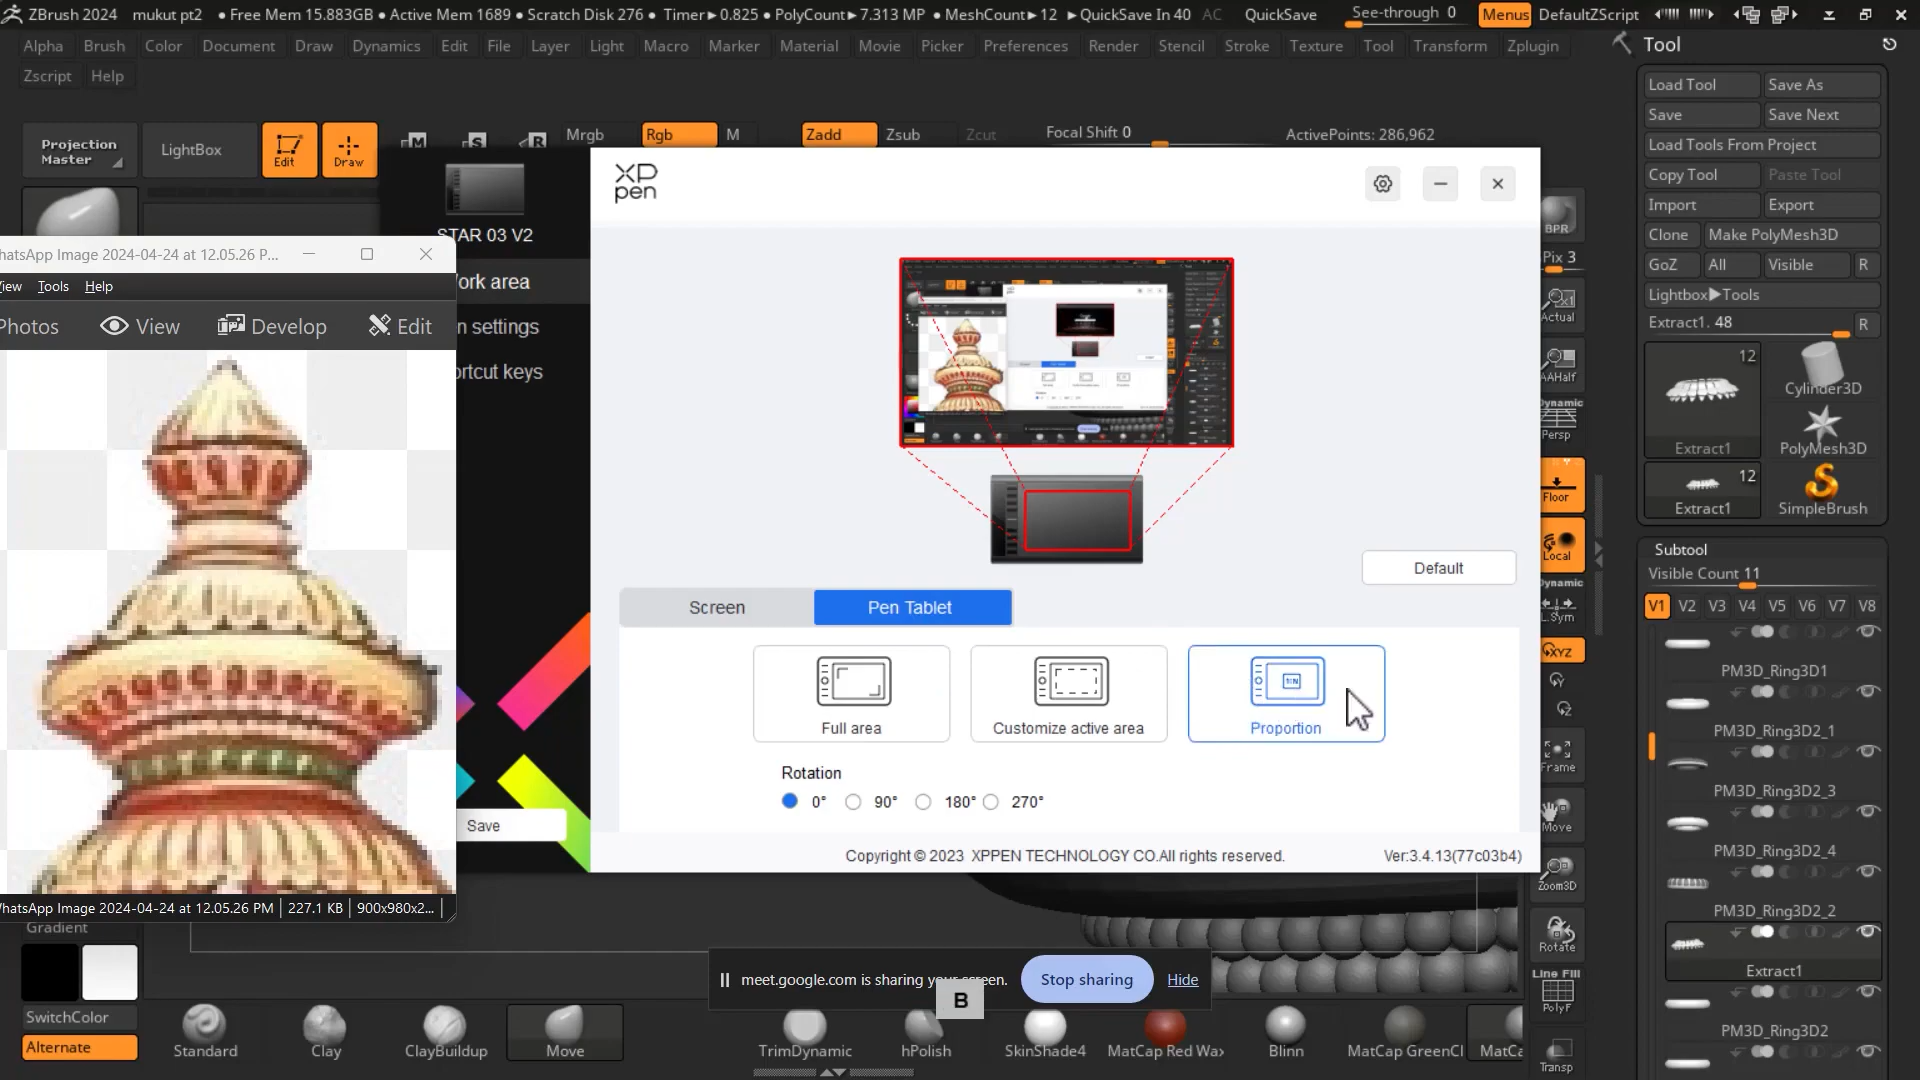 ZBrush 2024 mukut pt2 ● Free Mem 15.883GB ● Active Mem 1689 ● Scratch Disk 276 ● Timer►0.825 ● PolyCount►7.313 MP ● MeshCount►12 ►QuickSave In 40 AC QuickSave See-through 0 Menus DefaultZScript
Alpha Brush Color Document Draw Dynamics Edit File Layer Light Macro Marker Material Movie Picker Preferences Render Stencil Stroke Texture Tool Transform Zplugin
Zscript Help
Projection Master
LightBox
Edit
Draw
M
S
R
Mrgb
Rgb
M
Zadd
Zsub
Zcut
Focal Shift 0
ActivePoints: 286,962
Tool
Load Tool
Save As
Save
Save Next
Load Tools From Project
Copy Tool
Paste Tool
Import
Export
Clone
Make PolyMesh3D
GoZ
All
Visible
R
Lightbox►Tools
Extract1. 48
R
12
Extract1
Cylinder3D
PolyMesh3D
12
Extract1
SimpleBrush
Subtool
Visible Count 11
V1 V2 V3 V4 V5 V6 V7 V8
PM3D_Ring3D1
PM3D_Ring3D2_1
PM3D_Ring3D2_3
PM3D_Ring3D2_4
PM3D_Ring3D2_2
Extract1
PM3D_Ring3D2
BPR
Pix 3
Actual
AAHalf
Dynamic
Persp
Floor
Local
Dynamic
L.Sym
XYZ
Frame
Move
Zoom3D
Rotate
Line Fill
PolyF
Transp
STAR 03 V2
ork area
n settings
ortcut keys
Save
XP
pen
Default
Screen
Pen Tablet
Full area
Customize active area
1:N
Proportion
Rotation
0° 90° 180° 270°
Copyright © 2023 XPPEN TECHNOLOGY CO.All rights reserved.
Ver:3.4.13(77c03b4)
hatsApp Image 2024-04-24 at 12.05.26 P...
iew Tools Help
Photos View Develop Edit
hatsApp Image 2024-04-24 at 12.05.26 PM 227.1 KB 900x980x2...
Gradient
SwitchColor
Alternate
meet.google.com is sharing your screen.
Stop sharing
Hide
B
Standard
Clay
ClayBuildup
Move
TrimDynamic
hPolish
SkinShade4
MatCap Red Wax
Blinn
MatCap GreenCl
MatCa